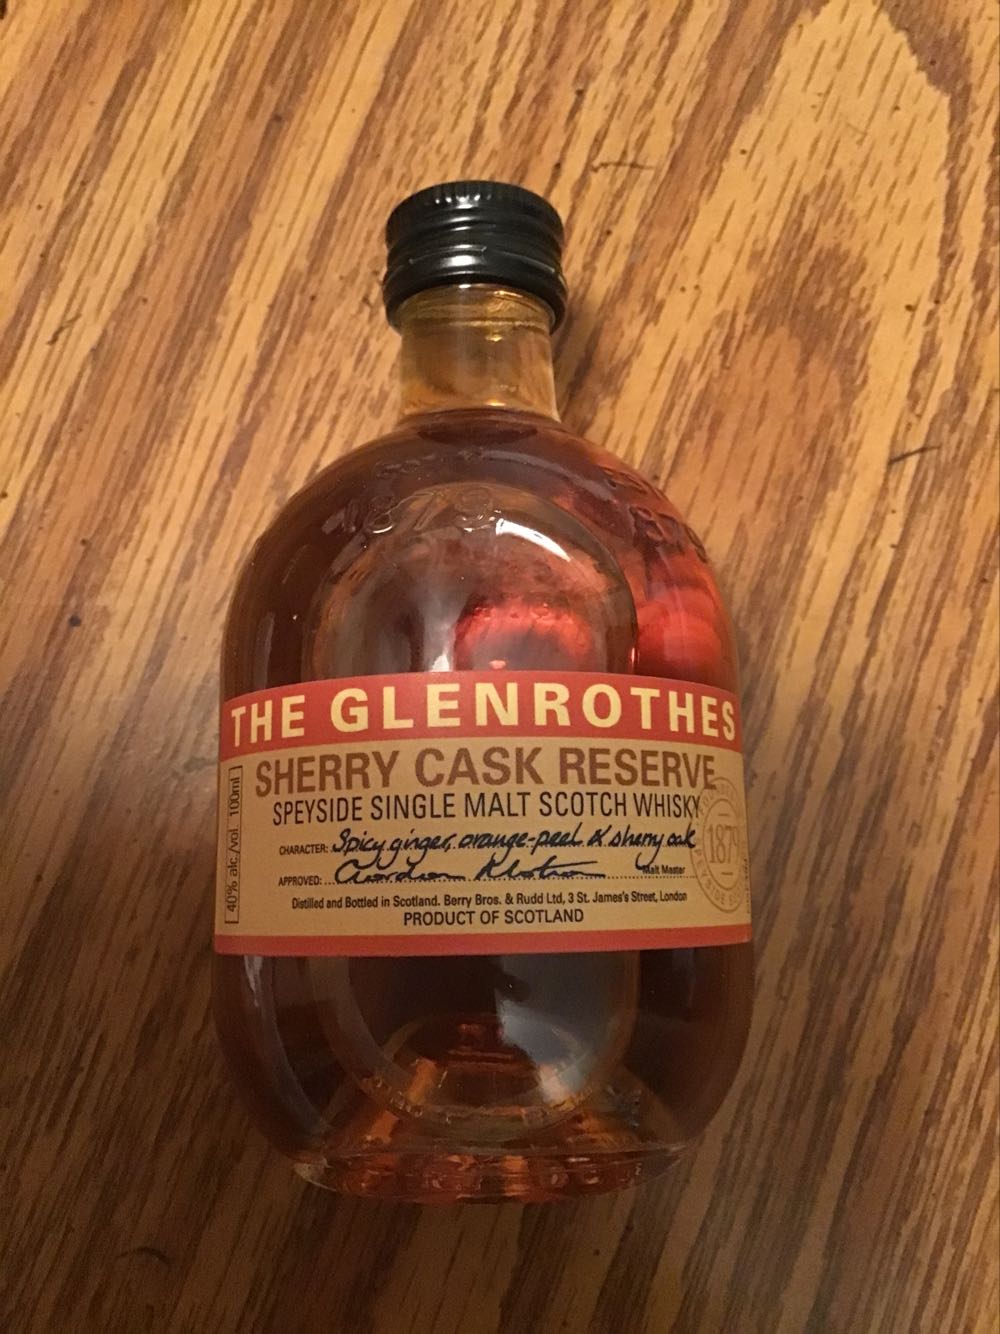 1879
1879
THE GLENROTHES
SHERRY CASK RESERVE
SPEYSIDE SINGLE MALT SCOTCH WHISKY
CHARACTER: Spicy ginger, orange-peel & sherry oak
APPROVED: Malt Master
Distilled and Bottled in Scotland. Berry Bros. & Rudd Ltd, 3 St. James's Street, London
PRODUCT OF SCOTLAND
40% alc./vol. 100ml
1879